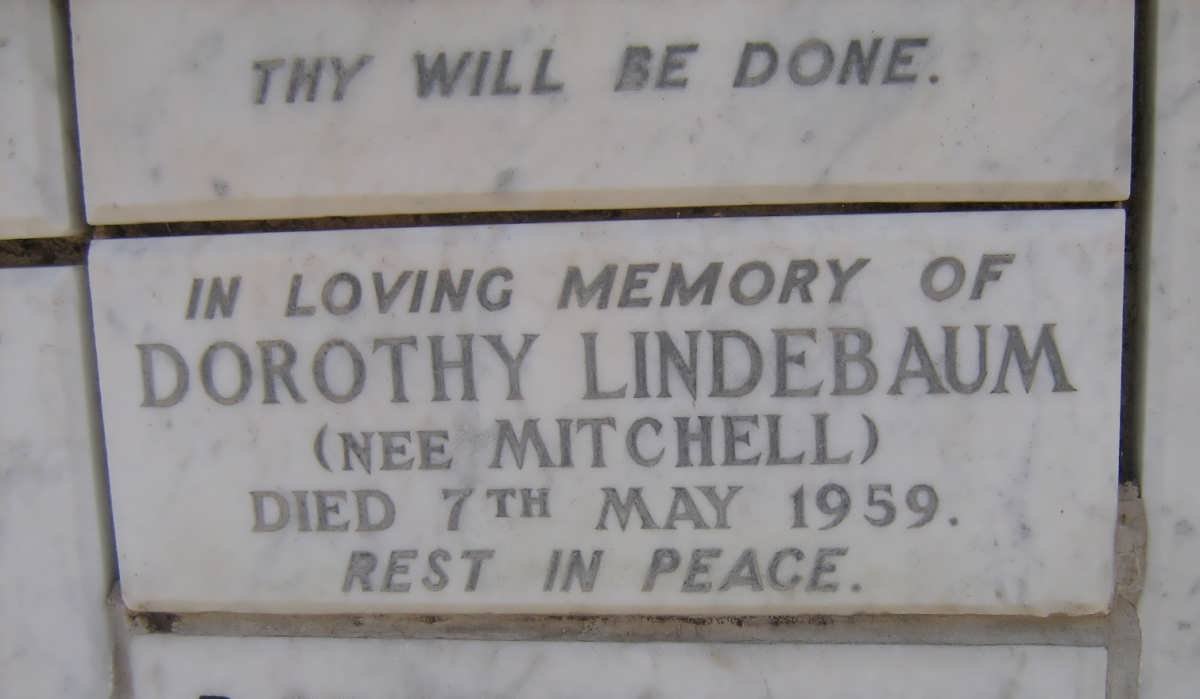 THY WILL BE DONE.
IN LOVING MEMORY OF
DOROTHY LINDEBAUM
(NEE MITCHELL)
DIED 7TH MAY 1959.
REST IN PEACE.